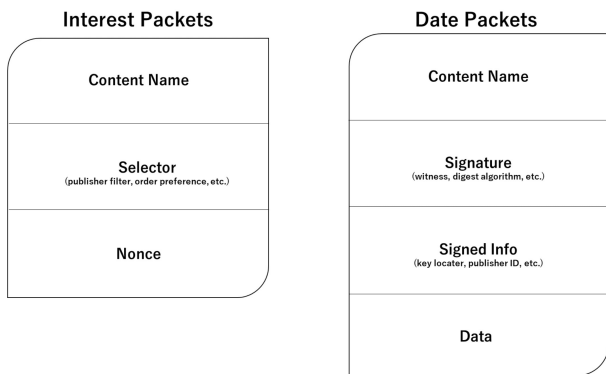 Interest Packets
Content Name
Selector
(publisher filter, order preference, etc.)
Nonce
Date Packets
Content Name
Signature
(witness, digest algorithm, etc.)
Signed Info
(key locater, publisher ID, etc.)
Data